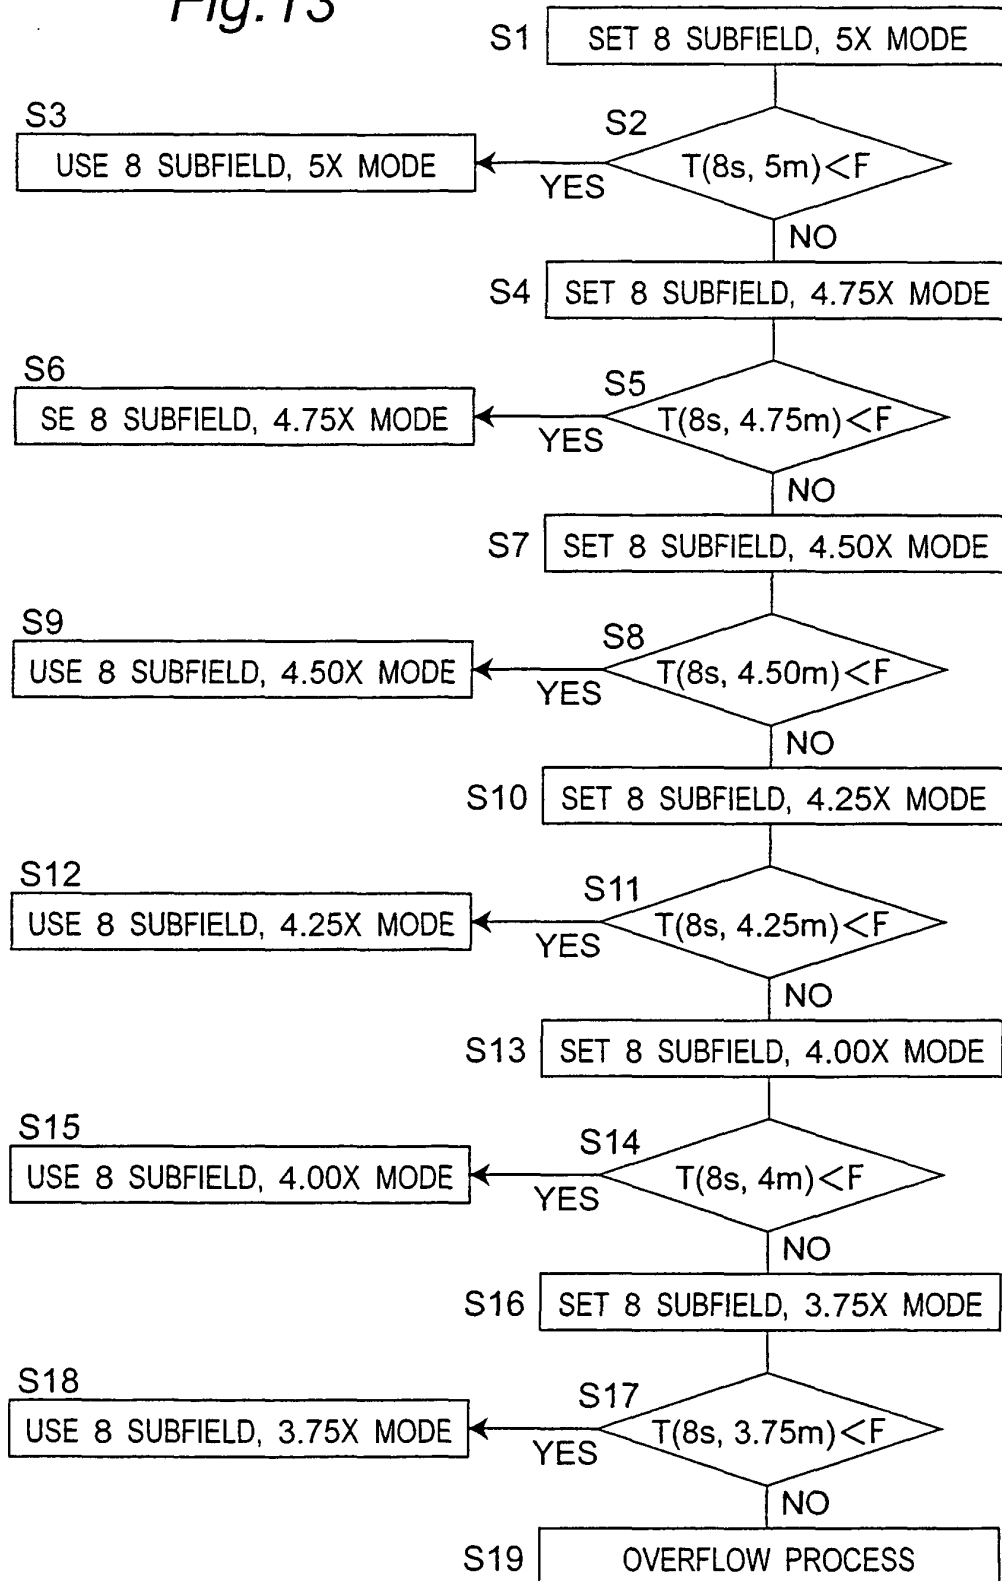 Fig.13
S1
SET 8 SUBFIELD, 5X MODE
S2
T(8s, 5m)<F
YES
NO
S3
USE 8 SUBFIELD, 5X MODE
S4
SET 8 SUBFIELD, 4.75X MODE
S5
T(8s, 4.75m)<F
YES
NO
S6
SE 8 SUBFIELD, 4.75X MODE
S7
SET 8 SUBFIELD, 4.50X MODE
S8
T(8s, 4.50m)<F
YES
NO
S9
USE 8 SUBFIELD, 4.50X MODE
S10
SET 8 SUBFIELD, 4.25X MODE
S11
T(8s, 4.25m)<F
YES
NO
S12
USE 8 SUBFIELD, 4.25X MODE
S13
SET 8 SUBFIELD, 4.00X MODE
S14
T(8s, 4m)<F
YES
NO
S15
USE 8 SUBFIELD, 4.00X MODE
S16
SET 8 SUBFIELD, 3.75X MODE
S17
T(8s, 3.75m)<F
YES
NO
S18
USE 8 SUBFIELD, 3.75X MODE
S19
OVERFLOW PROCESS